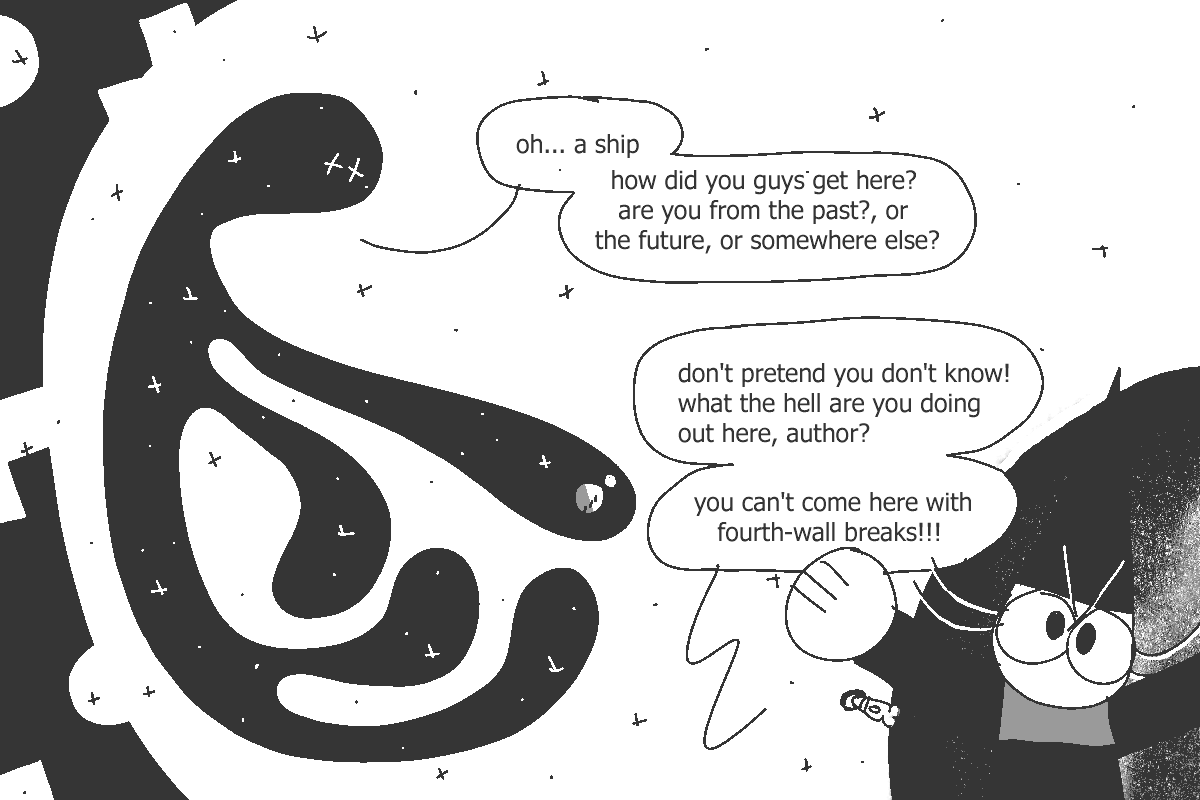 oh... a ship
how did you guys get here?
are you from the past?, or
the future, or somewhere else?
don't pretend you don't know!
what the hell are you doing
out here, author?
you can't come here with
fourth-wall breaks!!!